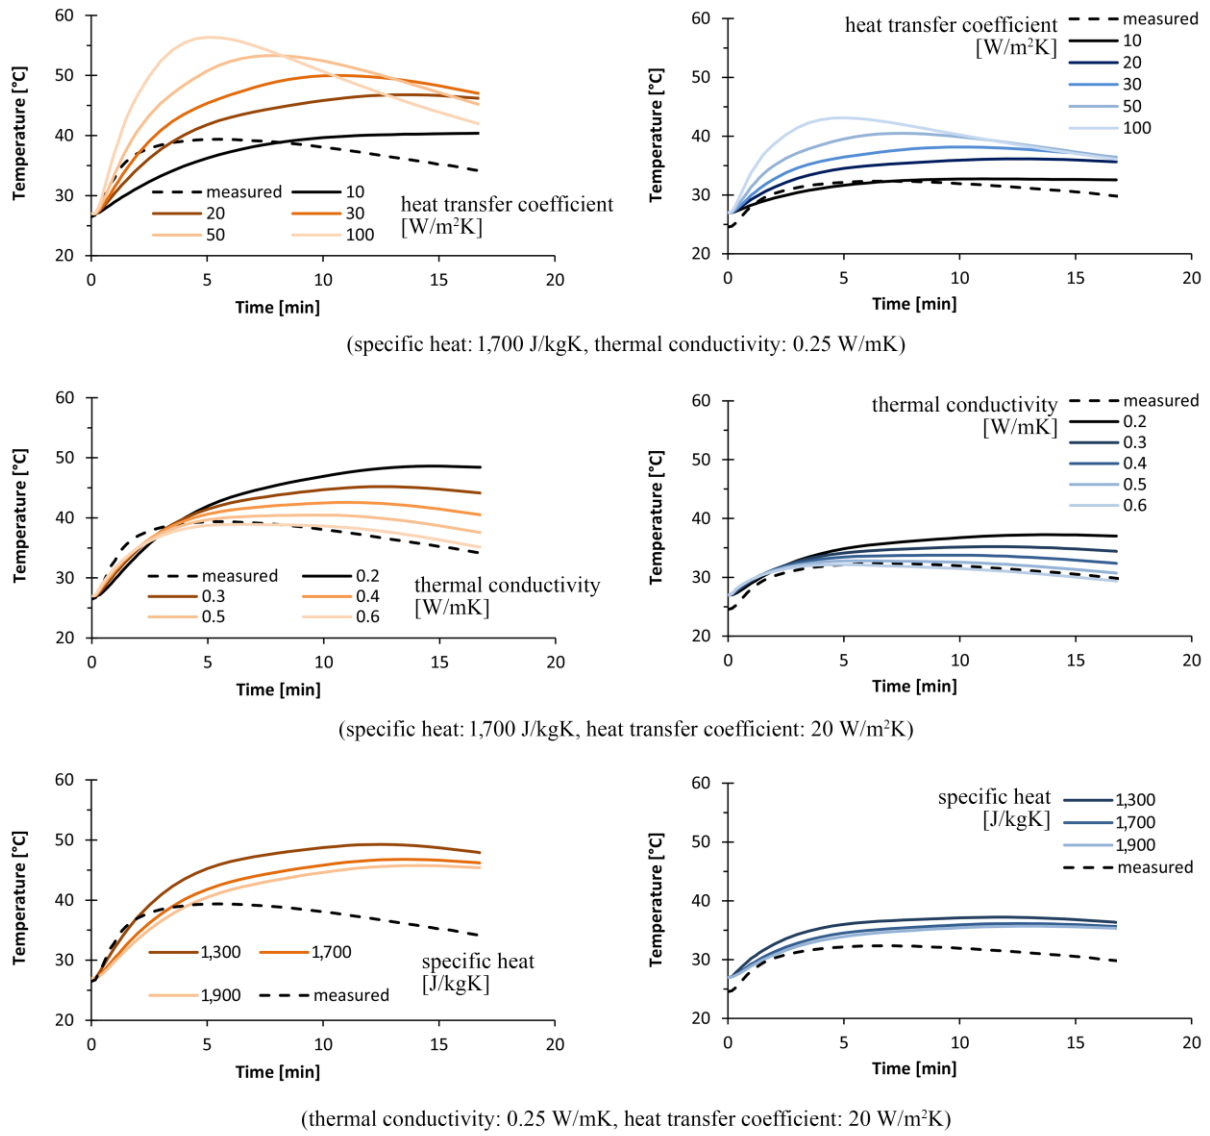 60
50
40
30
20
Temperature [°C]
measured
10
20
30
50
100
heat transfer coefficient
[W/m²K]
0
5
10
15
20
Time [min]
60
50
40
30
20
Temperature [°C]
heat transfer coefficient
[W/m²K]
measured
10
20
30
50
100
0
5
10
15
20
Time [min]
(specific heat: 1,700 J/kgK, thermal conductivity: 0.25 W/mK)
60
50
40
30
20
Temperature [°C]
measured
0.2
0.3
0.4
0.5
0.6
thermal conductivity
[W/mK]
0
5
10
15
20
Time [min]
60
50
40
30
20
Temperature [°C]
thermal conductivity
[W/mK]
measured
0.2
0.3
0.4
0.5
0.6
0
5
10
15
20
Time [min]
(specific heat: 1,700 J/kgK, heat transfer coefficient: 20 W/m²K)
60
50
40
30
20
Temperature [°C]
1,300
1,700
1,900
measured
specific heat
[J/kgK]
0
5
10
15
20
Time [min]
60
50
40
30
20
Temperature [°C]
specific heat
[J/kgK]
1,300
1,700
1,900
measured
0
5
10
15
20
Time [min]
(thermal conductivity: 0.25 W/mK, heat transfer coefficient: 20 W/m²K)